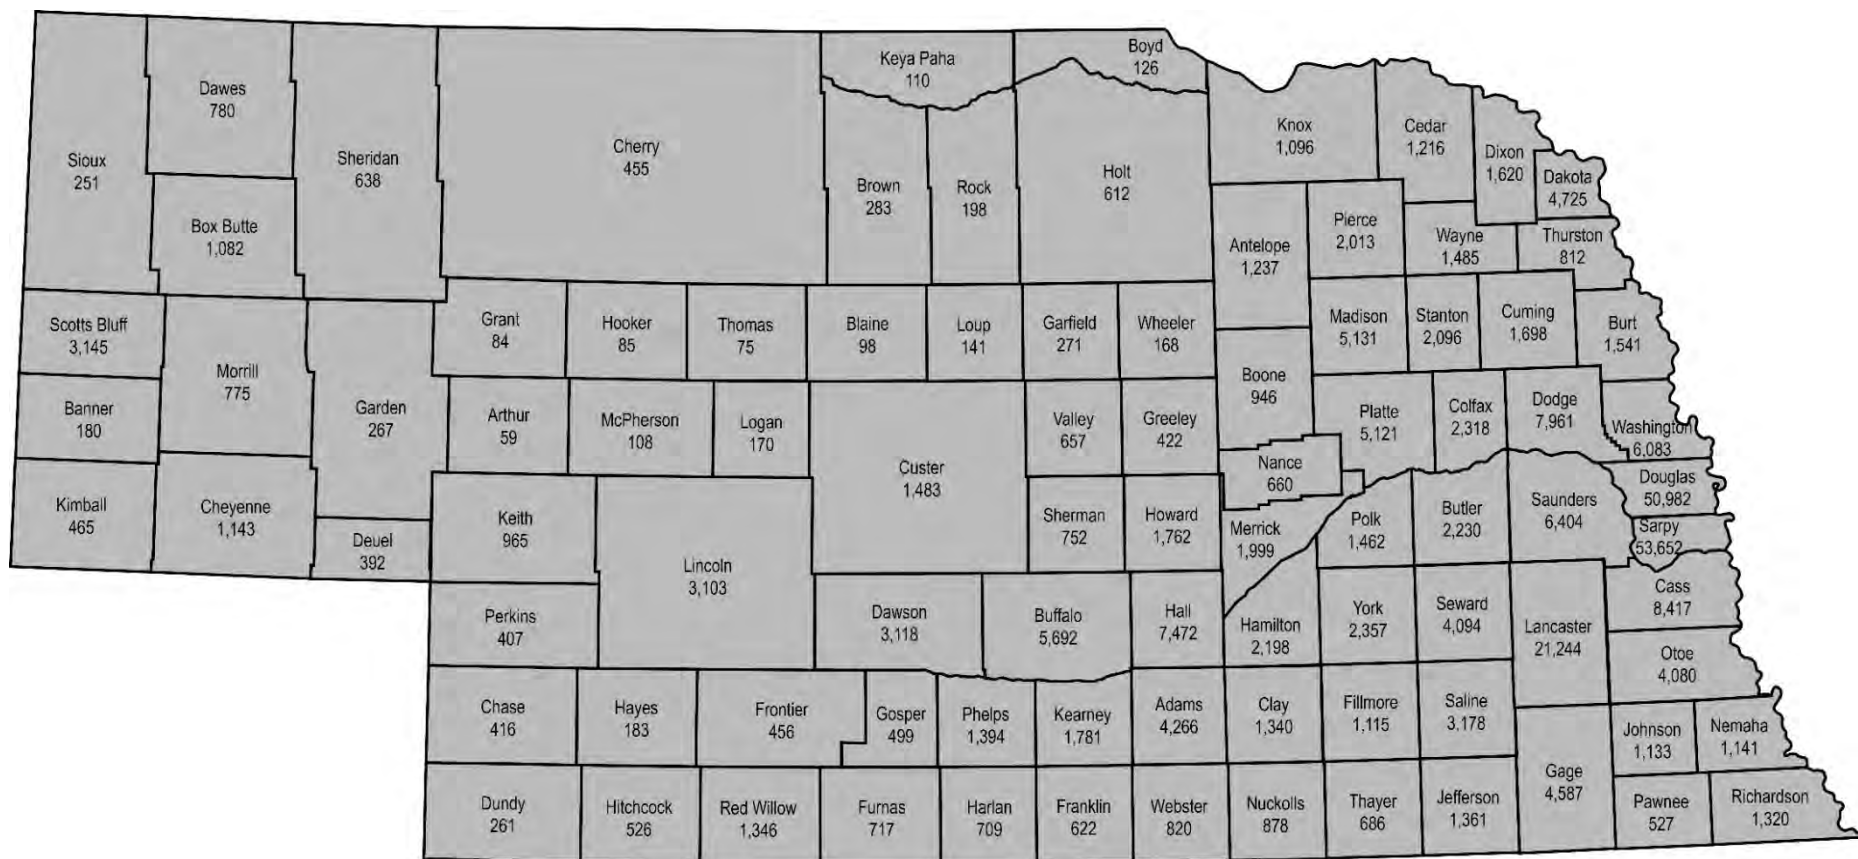 Sioux
251
Dawes
780
Box Butte
1,082
Sheridan
638
Cherry
455
Keya Paha
110
Brown
283
Rock
198
Boyd
126
Holt
612
Knox
1,096
Cedar
1,216
Dixon
1,620
Dakota
4,725
Antelope
1,237
Pierce
2,013
Wayne
1,485
Thurston
812
Scotts Bluff
3,145
Morrill
775
Garden
267
Grant
84
Hooker
85
Thomas
75
Blaine
98
Loup
141
Garfield
271
Wheeler
168
Madison
5,131
Stanton
2,096
Cuming
1,698
Burt
1,541
Banner
180
Arthur
59
McPherson
108
Logan
170
Custer
1,483
Valley
657
Greeley
422
Boone
946
Platte
5,121
Colfax
2,318
Dodge
7,961
Washington
6,083
Kimball
465
Cheyenne
1,143
Deuel
392
Keith
965
Lincoln
3,103
Sherman
752
Howard
1,762
Nance
660
Merrick
1,999
Polk
1,462
Butler
2,230
Saunders
6,404
Douglas
50,982
Sarpy
53,652
Perkins
407
Dawson
3,118
Buffalo
5,692
Hall
7,472
Hamilton
2,198
York
2,357
Seward
4,094
Lancaster
21,244
Cass
8,417
Otoe
4,080
Chase
416
Hayes
183
Frontier
456
Gosper
499
Phelps
1,394
Kearney
1,781
Adams
4,266
Clay
1,340
Fillmore
1,115
Saline
3,178
Gage
4,587
Johnson
1,133
Nemaha
1,141
Dundy
261
Hitchcock
526
Red Willow
1,346
Furnas
717
Harlan
709
Franklin
622
Webster
820
Nuckolls
878
Thayer
686
Jefferson
1,361
Pawnee
527
Richardson
1,320